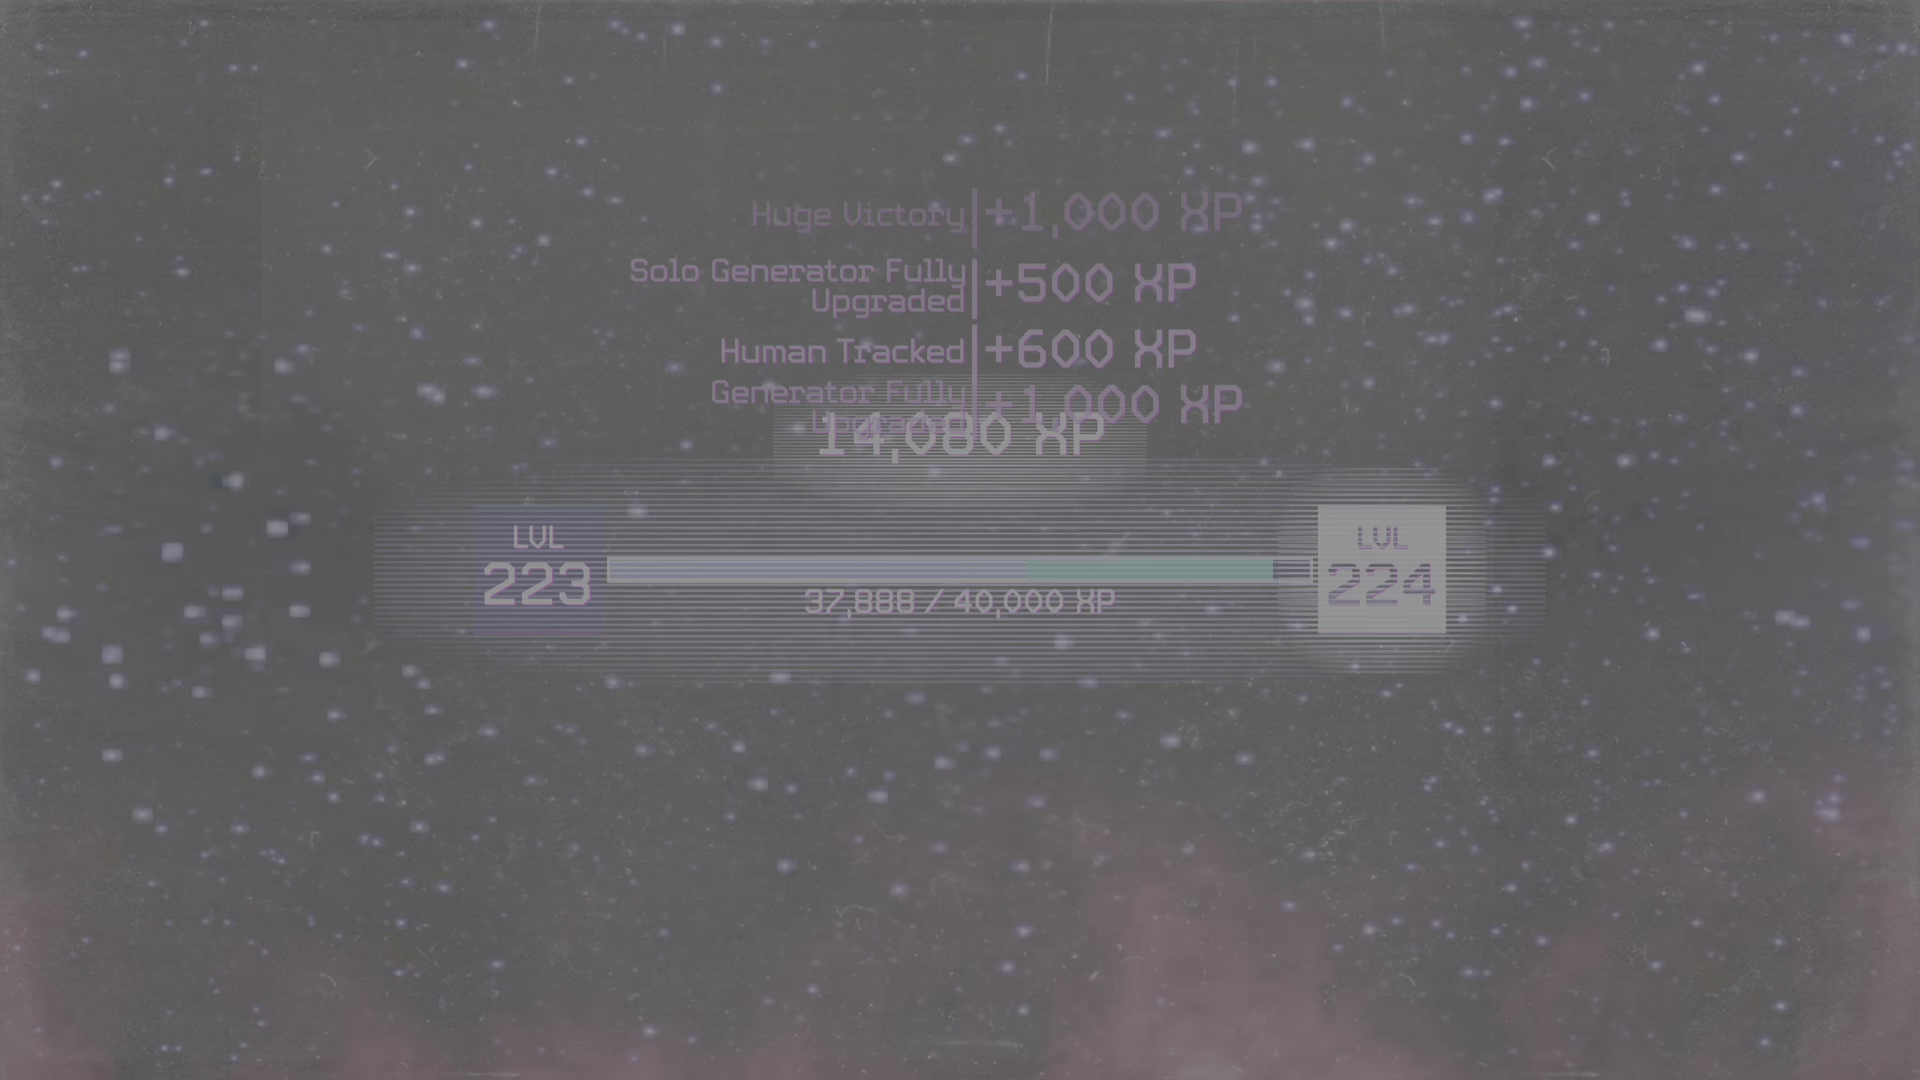 Huge Victory +1,000 XP
Solo Generator Fully
Upgraded +500 XP
Human Tracked +600 XP
Generator Fully
Upgraded +1,000 XP
14,080 XP
LVL
223
37,888 / 40,000 XP
LVL
224